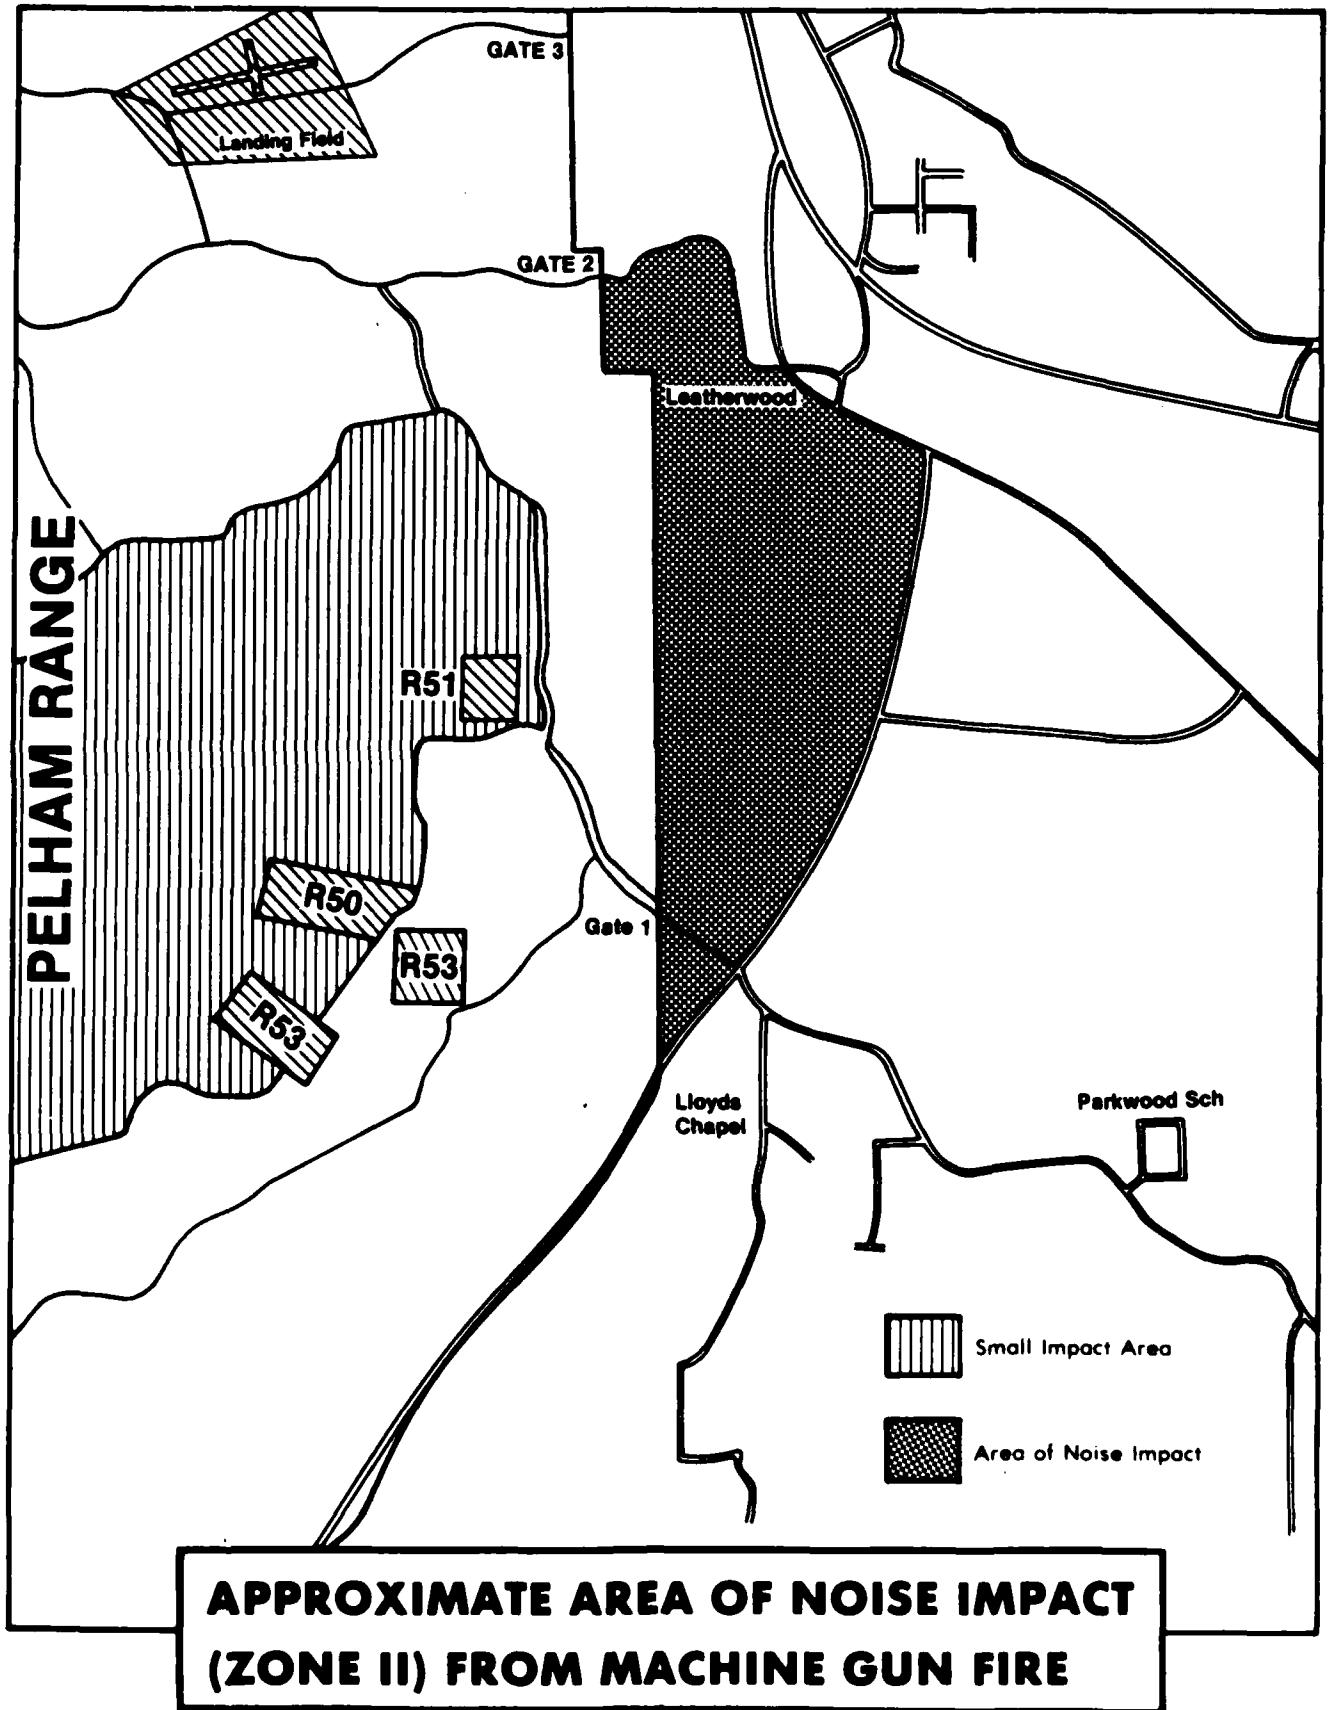 GATE 3
Landing Field
GATE 2
Leatherwood
PELHAM RANGE
R51
R50
Gate 1
R53
R53
Lloyds
Chapel
Parkwood Sch
Small Impact Area
Area of Noise Impact
APPROXIMATE AREA OF NOISE IMPACT
(ZONE II) FROM MACHINE GUN FIRE